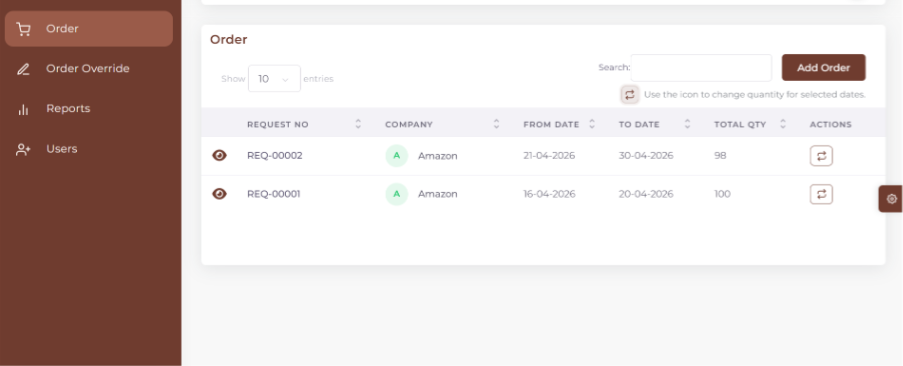 Order
Order Override
Reports
Users
Order
Show 10 entries
Search:
Add Order
Use the icon to change quantity for selected dates.
REQUEST NO COMPANY FROM DATE TO DATE TOTAL QTY ACTIONS
REQ-00002 A Amazon 21-04-2026 30-04-2026 98
REQ-00001 A Amazon 16-04-2026 20-04-2026 100